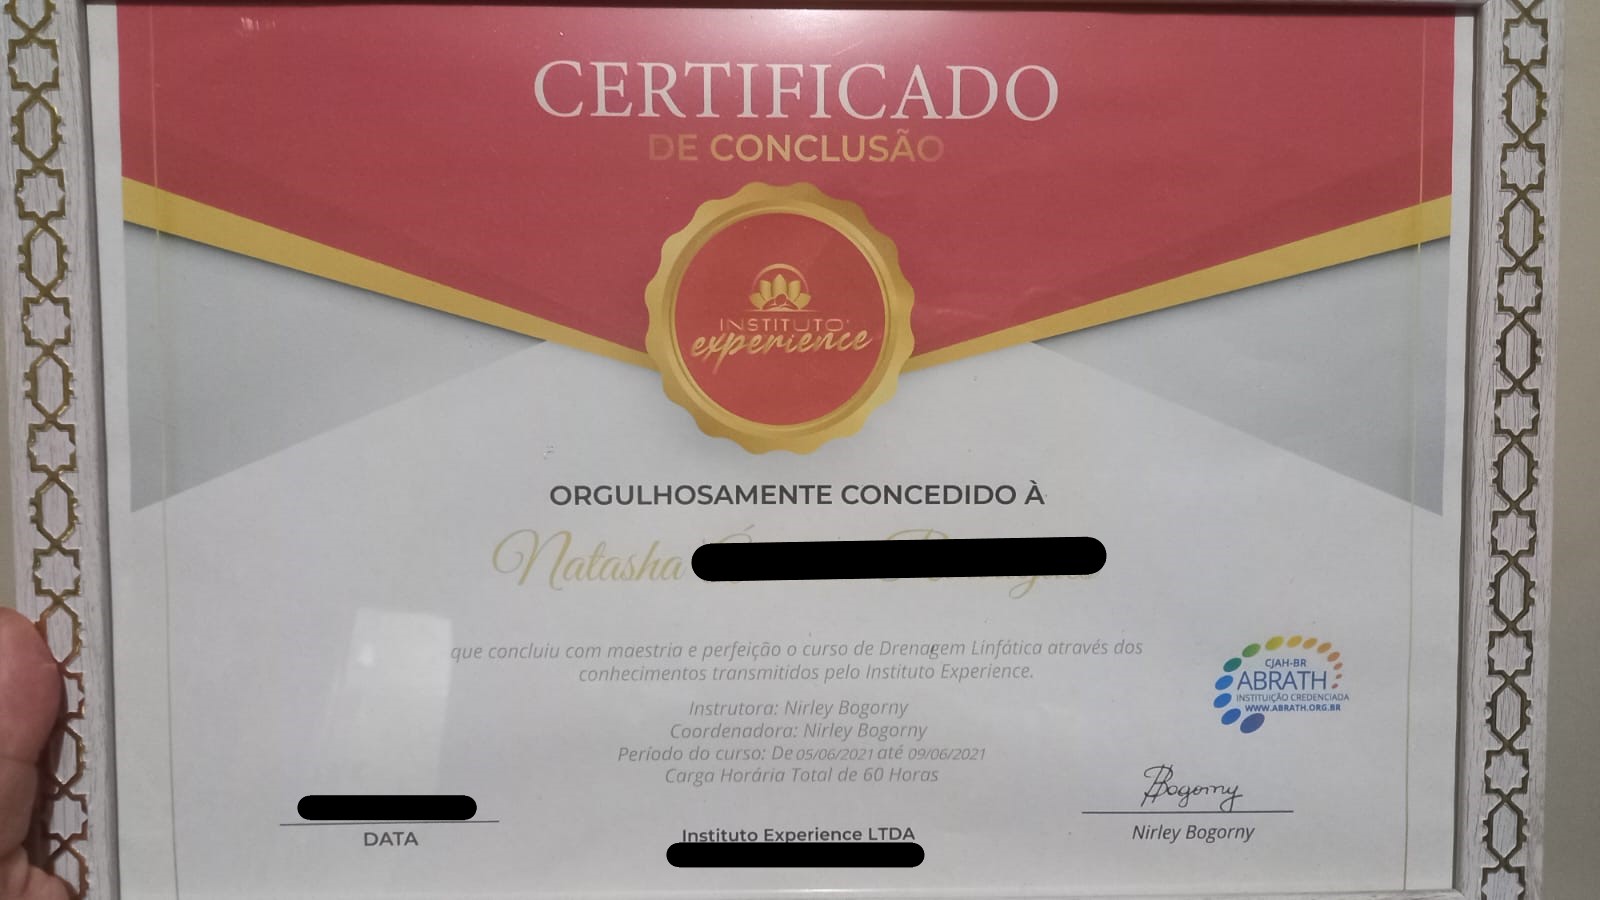 CERTIFICADO
DE CONCLUSÃO
INSTITUTO
experience
ORGULHOSAMENTE CONCEDIDO À
Natasha
que concluiu com maestria e perfeição o curso de Drenagem Linfática através dos
conhecimentos transmitidos pelo Instituto Experience.
Instrutora: Nirley Bogorny
Coordenadora: Nirley Bogorny
Período do curso: De 05/06/2021 até 09/06/2021
Carga Horária Total de 60 Horas
CJAH-BR
ABRATH
INSTITUIÇÃO CREDENCIADA
WWW.ABRATH.ORG.BR
DATA
Instituto Experience LTDA
Bogorny
Nirley Bogorny